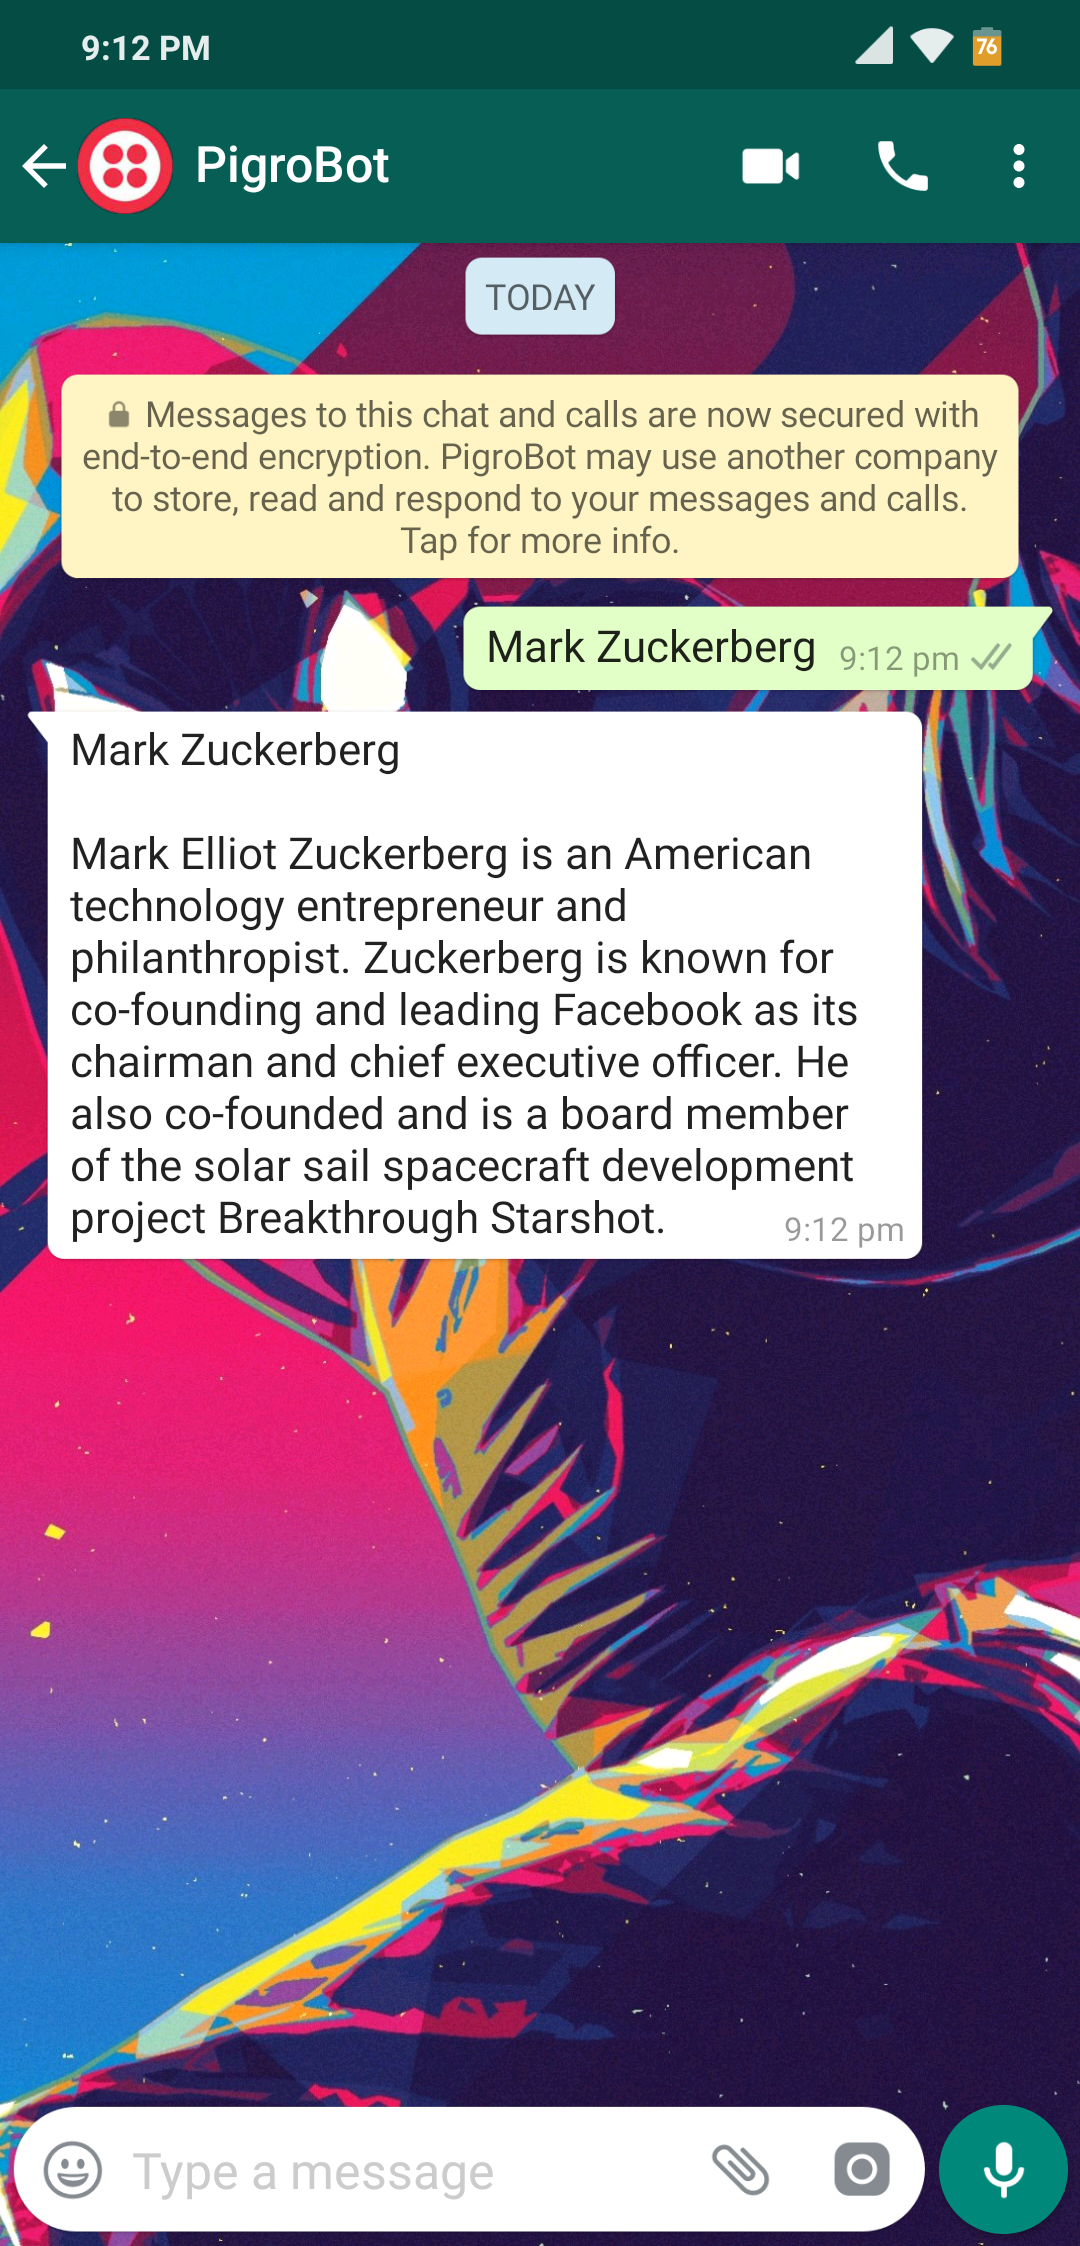 9:12 PM
76
PigroBot
TODAY
Messages to this chat and calls are now secured with
end-to-end encryption. PigroBot may use another company
to store, read and respond to your messages and calls.
Tap for more info.
Mark Zuckerberg 9:12 pm
Mark Zuckerberg
Mark Elliot Zuckerberg is an American
technology entrepreneur and
philanthropist. Zuckerberg is known for
co-founding and leading Facebook as its
chairman and chief executive officer. He
also co-founded and is a board member
of the solar sail spacecraft development
project Breakthrough Starshot. 9:12 pm
Type a message